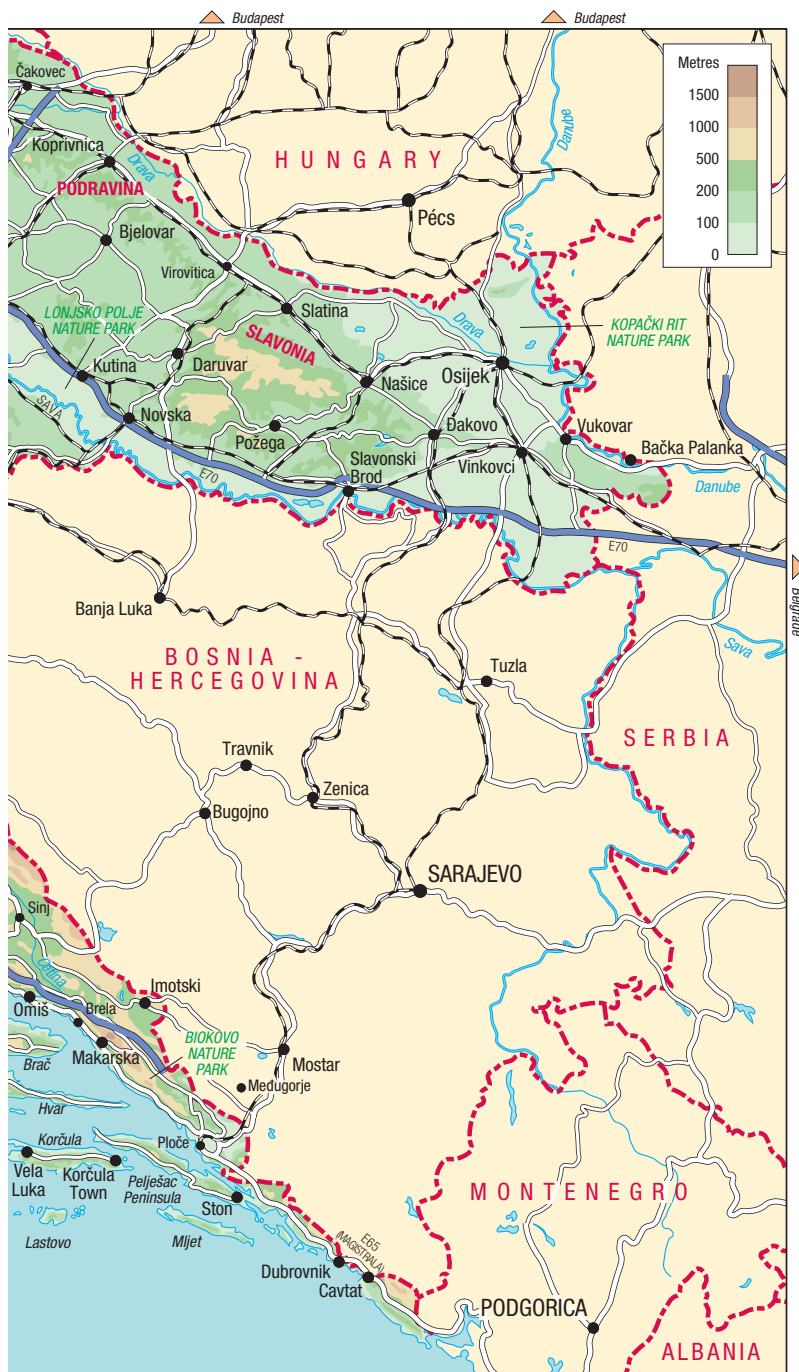 Budapest
Budapest
Metres
1500
1000
500
200
100
0
Čakovec
Danube
Koprivnica
HUNGARY
Drava
PODRAVINA
Pécs
Bjelovar
Virovitica
LONJSKO POLJE
NATURE PARK
Slatina
Drava
KOPAČKI RIT
NATURE PARK
SLAVONIA
Kutina
Daruvar
Osijek
Našice
SAVA
Novska
Požega
Đakovo
Vukovar
Bačka Palanka
Slavonski
Brod
Vinkovci
E70
Danube
E70
Belgrade
Banja Luka
Sava
BOSNIA -
HERCEGOVINA
Tuzla
SERBIA
Travnik
Zenica
Bugojno
SARAJEVO
Sinj
Cetina
Imotski
Omiš
Brela
BIOKOVO
NATURE
PARK
Makarska
Mostar
Brač
Međugorje
Hvar
Korčula
Ploče
Vela
Luka
Korčula
Town
Pelješac
Peninsula
Ston
MONTENEGRO
Lastovo
Mljet
E65
(MAGISTRALA)
Dubrovnik
Cavtat
PODGORICA
ALBANIA